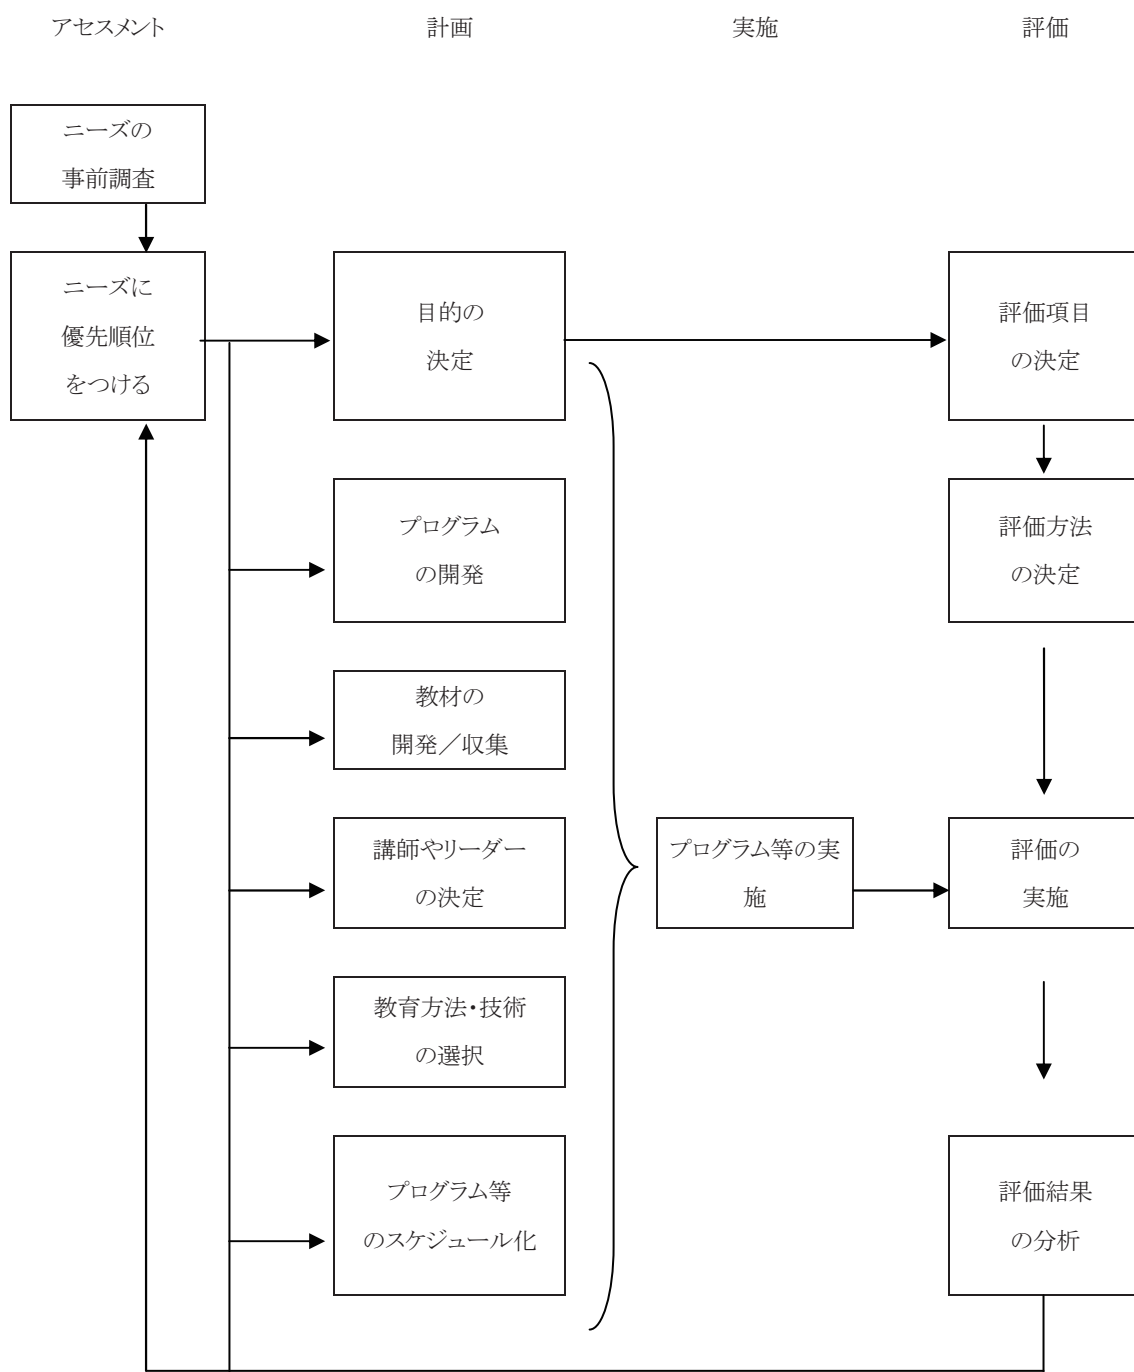 アセスメント
計画
実施
評価
ニーズの
事前調査
ニーズに
優先順位
をつける
目的の
決定
評価項目
の決定
プログラム
の開発
評価方法
の決定
教材の
開発／収集
講師やリーダー
の決定
プログラム等の実
施
評価の
実施
教育方法・技術
の選択
プログラム等
のスケジュール化
評価結果
の分析